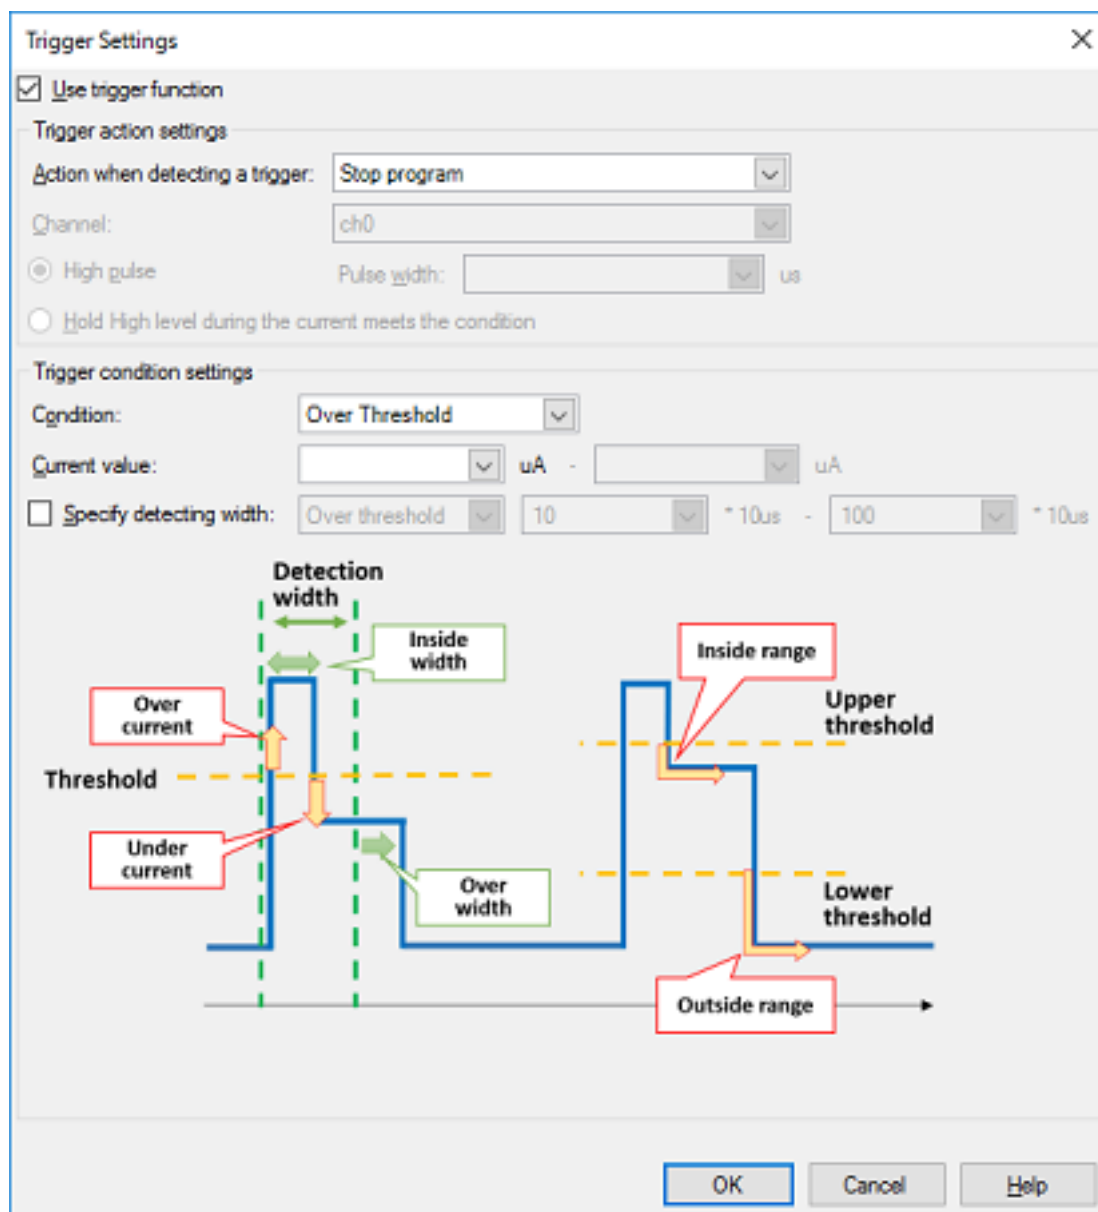 Trigger Settings
Use trigger function
Trigger action settings
Action when detecting a trigger: Stop program
Channel: ch0
High pulse Pulse width: us
Hold High level during the current meets the condition
Trigger condition settings
Condition: Over Threshold
Current value: uA - uA
Specify detecting width: Over threshold 10 * 10us - 100 * 10us
Detection
width
Inside
width
Inside range
Over
current
Upper
threshold
Threshold
Under
current
Over
width
Lower
threshold
Outside range
OK Cancel Help